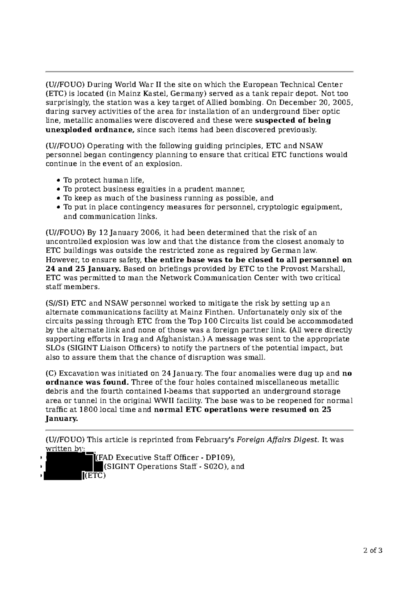 (U//FOUO) During World War II the site on which the European Technical Center
(ETC) is located (in Mainz Kastel, Germany) served as a tank repair depot. Not too
surprisingly, the station was a key target of Allied bombing. On December 20, 2005,
during survey activities of the area for installation of an underground fiber optic
line, metallic anomalies were discovered and these were suspected of being
unexploded ordnance, since such items had been discovered previously.
(U//FOUO) Operating with the following guiding principles, ETC and NSAW
personnel began contingency planning to ensure that critical ETC functions would
continue in the event of an explosion.
• To protect human life,
• To protect business equities in a prudent manner,
• To keep as much of the business running as possible, and
• To put in place contingency measures for personnel, cryptologic equipment,
and communication links.
(U//FOUO) By 12 January 2006, it had been determined that the risk of an
uncontrolled explosion was low and that the distance from the closest anomaly to
ETC buildings was outside the restricted zone as required by German law.
However, to ensure safety, the entire base was to be closed to all personnel on
24 and 25 January. Based on briefings provided by ETC to the Provost Marshall,
ETC was permitted to man the Network Communication Center with two critical
staff members.
(S//SI) ETC and NSAW personnel worked to mitigate the risk by setting up an
alternate communications facility at Mainz Finthen. Unfortunately only six of the
circuits passing through ETC from the Top 100 Circuits list could be accommodated
by the alternate link and none of those was a foreign partner link. (All were directly
supporting efforts in Iraq and Afghanistan.) A message was sent to the appropriate
SLOs (SIGINT Liaison Officers) to notify the partners of the potential impact, but
also to assure them that the chance of disruption was small.
(C) Excavation was initiated on 24 January. The four anomalies were dug up and no
ordnance was found. Three of the four holes contained miscellaneous metallic
debris and the fourth contained I-beams that supported an underground storage
area or tunnel in the original WWII facility. The base was to be reopened for normal
traffic at 1800 local time and normal ETC operations were resumed on 25
January.
(U//FOUO) This article is reprinted from February's Foreign Affairs Digest. It was
written by:
• (FAD Executive Staff Officer - DP109),
• (SIGINT Operations Staff - S02O), and
• (ETC)
2 of 3